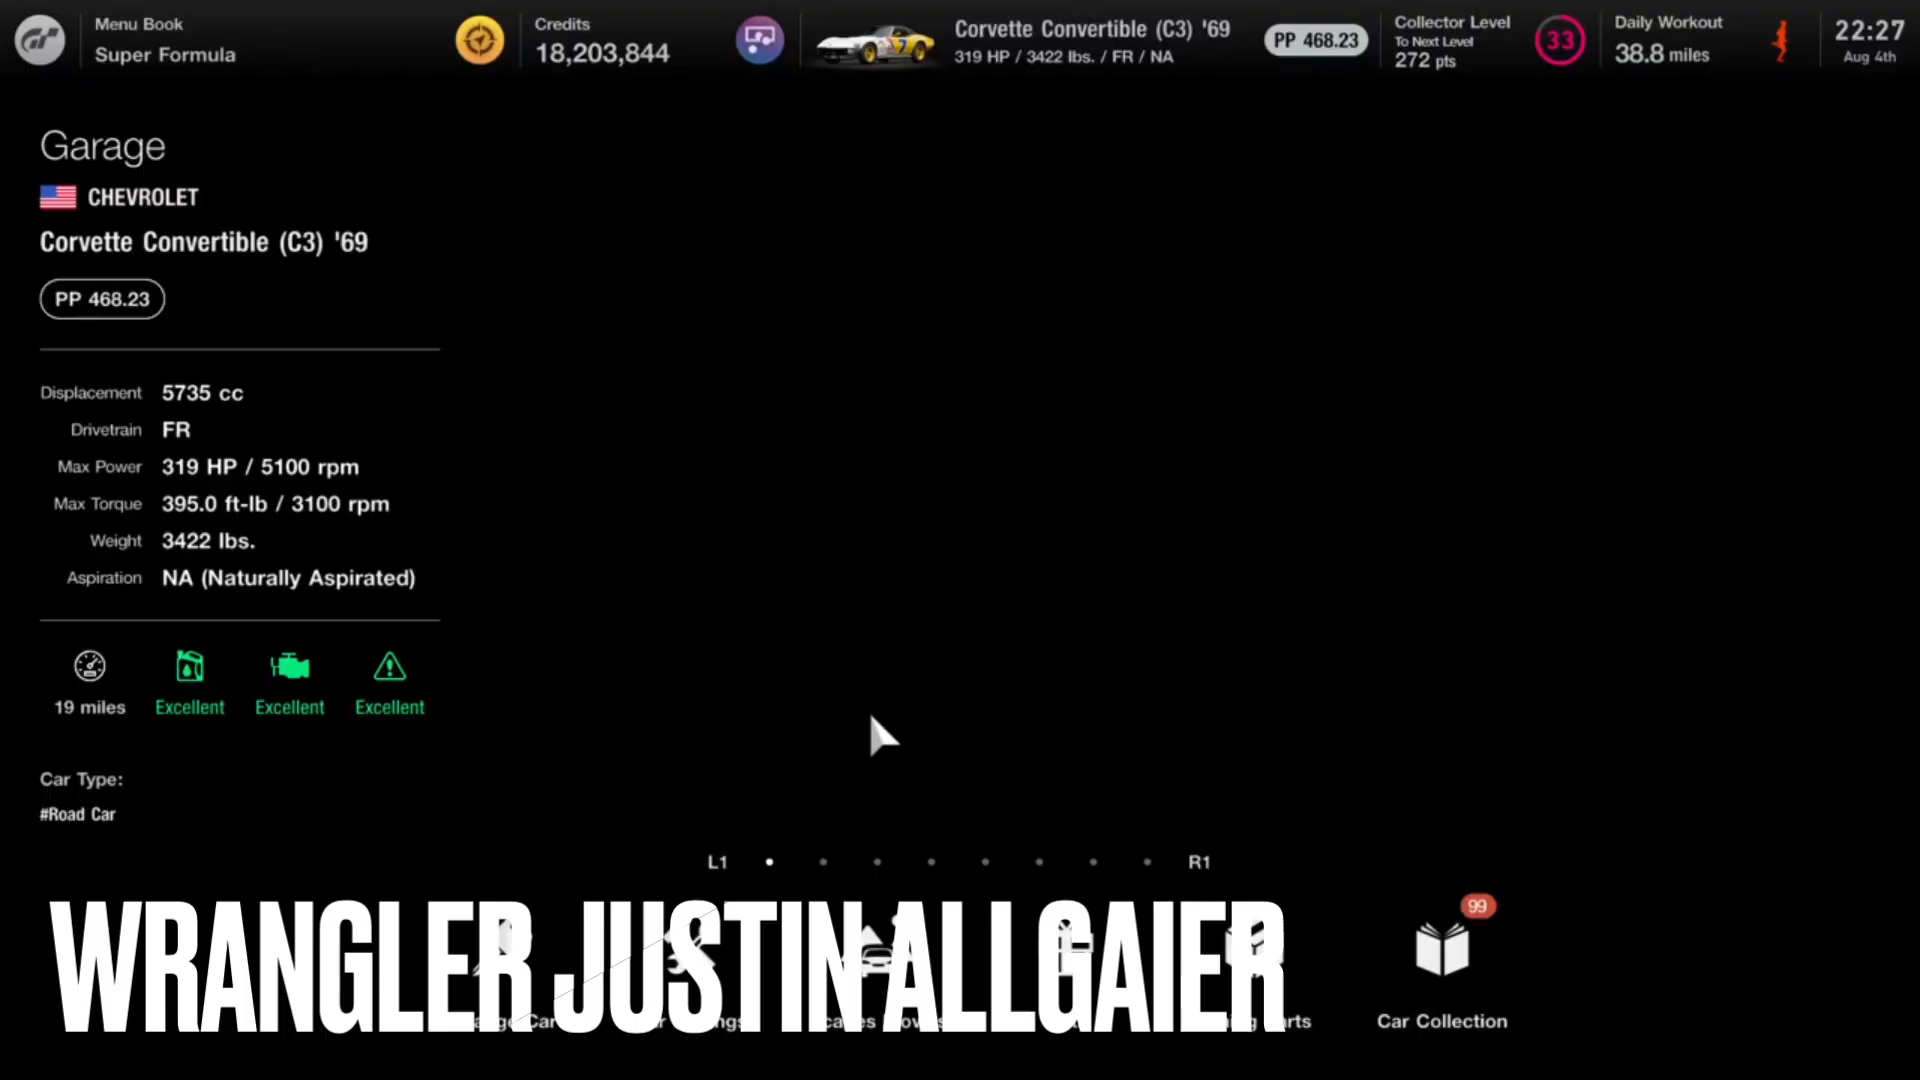 Menu Book
Super Formula
Credits
18,203,844
Corvette Convertible (C3) '69
319 HP / 3422 lbs. / FR / NA
PP 468.23
Collector Level
To Next Level
272 pts
33
Daily Workout
38.8 miles
22:27
Aug 4th
Garage
CHEVROLET
Corvette Convertible (C3) '69
PP 468.23
Displacement 5735 cc
Drivetrain FR
Max Power 319 HP / 5100 rpm
Max Torque 395.0 ft-lb / 3100 rpm
Weight 3422 lbs.
Aspiration NA (Naturally Aspirated)
19 miles
Excellent
Excellent
Excellent
Car Type:
#Road Car
L1
R1
WRANGLER JUSTIN ALLGAIER
99
Car Collection